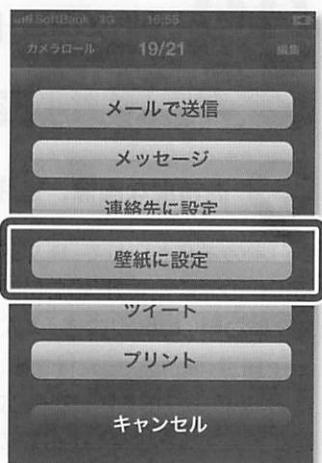 SoftBank 3G 16:55
カメラロール 19/21 編集
メールで送信
メッセージ
連絡先に設定
壁紙に設定
ツイート
プリント
キャンセル